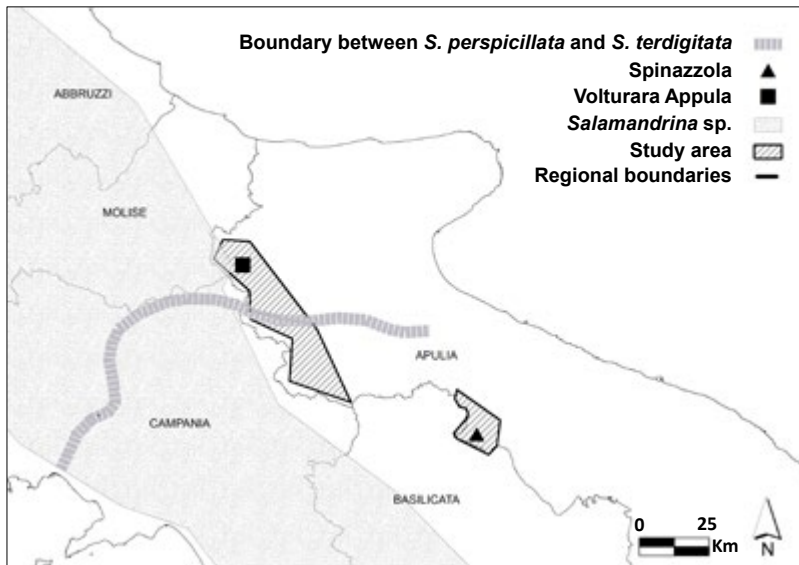 Boundary between S. perspicillata and S. terdigitata
Spinazzola
Volturara Appula
Salamandrina sp.
Study area
Regional boundaries
ABBRUZZI
MOLISE
APULIA
CAMPANIA
BASILICATA
0 25
Km
N